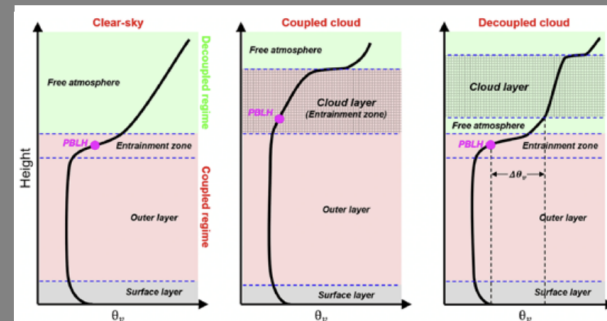 Clear-sky
Coupled cloud
Decoupled cloud
Height
Free atmosphere
PBLH
Entrainment zone
Outer layer
Surface layer
θᵥ
Decoupled regime
Coupled regime
Free atmosphere
Cloud layer
(Entrainment zone)
PBLH
Outer layer
Surface layer
θᵥ
Cloud layer
Free atmosphere
PBLH
Entrainment zone
Δθᵥ
Outer layer
Surface layer
θᵥ